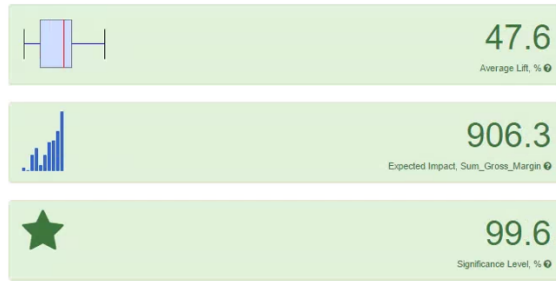 47.6
Average Lift, %
906.3
Expected Impact, Sum_Gross_Margin
99.6
Significance Level, %